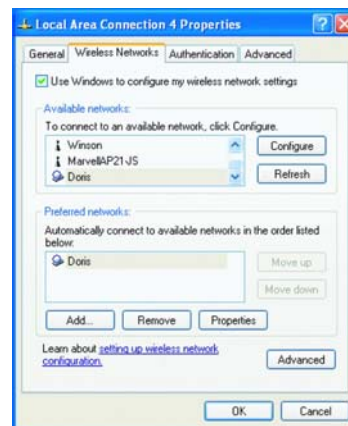 Local Area Connection 4 Properties
General Wireless Networks Authentication Advanced
Use Windows to configure my wireless network settings
Available networks:
To connect to an available network, click Configure.
Winson
MarvellAP21-JS
Doris
Configure
Refresh
Preferred networks:
Automatically connect to available networks in the order listed
below:
Doris
Move up
Move down
Add... Remove Properties
Learn about setting up wireless network
configuration.
Advanced
OK Cancel